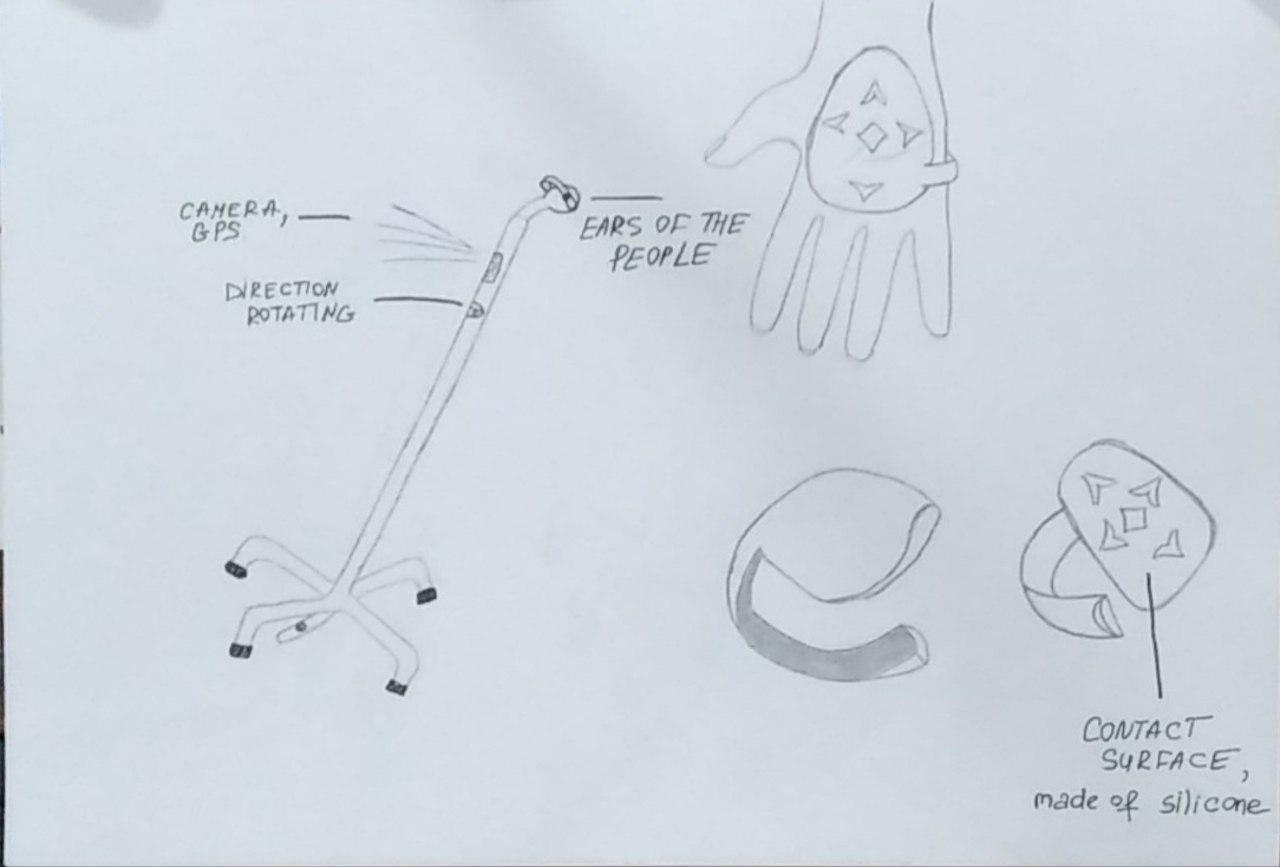 CAMERA,
GPS
DIRECTION
ROTATING
EARS OF THE
PEOPLE
CONTACT
SURFACE,
made of silicone